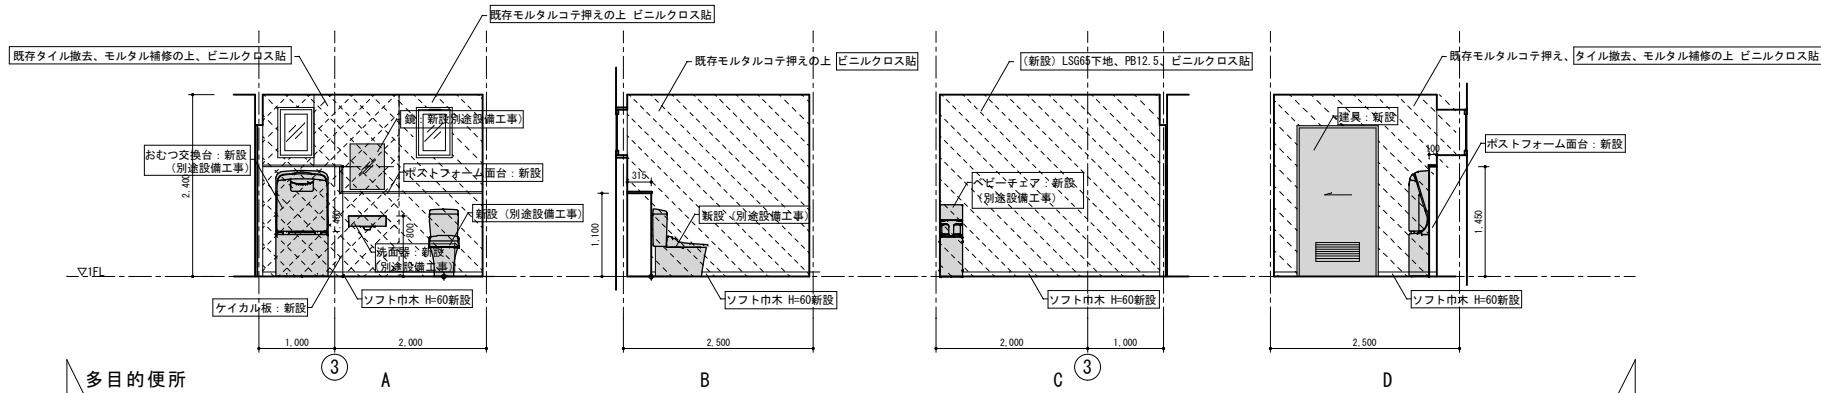 既存モルタルコテ押えの上 ビニルクロス貼
既存タイル撤去、モルタル補修の上、ビニルクロス貼
鏡：新設(別途設備工事)
おむつ交換台：新設
(別途設備工事)
ポストフォーム面台：新設
新設（別途設備工事）
洗面器：新設
(別途設備工事)
2,400
800
▽1FL
ケイカル板：新設
ソフト巾木 H=60新設
1,000
2,000
3
A
既存モルタルコテ押えの上 ビニルクロス貼
315
1,100
新設（別途設備工事）
ソフト巾木 H=60新設
2,500
B
(新設) LSG65下地、PB12.5、ビニルクロス貼
ベビーチェア：新設
(別途設備工事)
ソフト巾木 H=60新設
2,000
1,000
C
3
既存モルタルコテ押え、タイル撤去、モルタル補修の上 ビニルクロス貼
建具：新設
100
ポストフォーム面台：新設
1,450
ソフト巾木 H=60新設
2,500
D
多目的便所